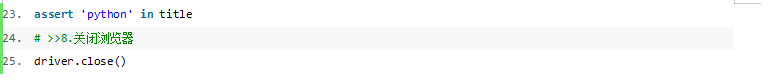 23. assert 'python' in title
24. # >>8.关闭浏览器
25. driver.close()